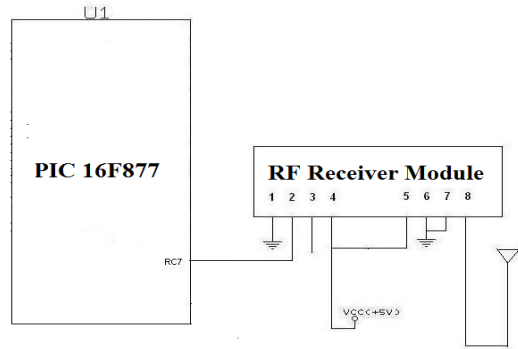 U1
PIC 16F877
RF Receiver Module
1 2 3 4 5 6 7 8
RC7
VCC(+5V)